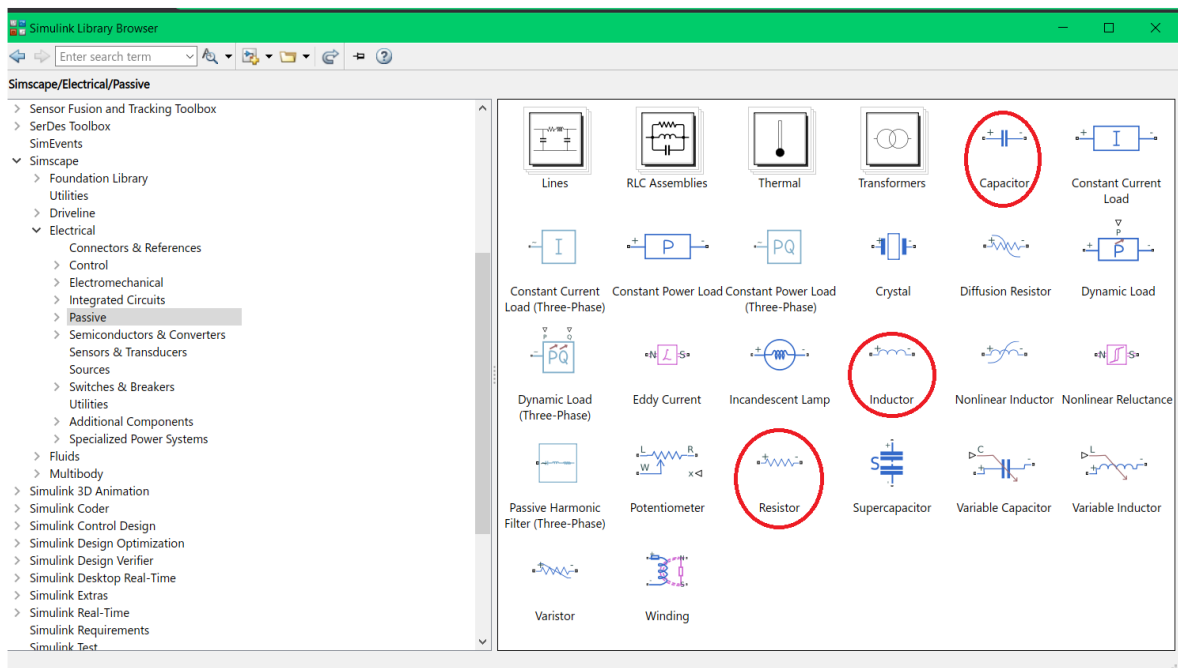 Simulink Library Browser
Enter search term
Simscape/Electrical/Passive
Sensor Fusion and Tracking Toolbox
SerDes Toolbox
SimEvents
Simscape
Foundation Library
Utilities
Driveline
Electrical
Connectors & References
Control
Electromechanical
Integrated Circuits
Passive
Semiconductors & Converters
Sensors & Transducers
Sources
Switches & Breakers
Utilities
Additional Components
Specialized Power Systems
Fluids
Multibody
Simulink 3D Animation
Simulink Coder
Simulink Control Design
Simulink Design Optimization
Simulink Design Verifier
Simulink Desktop Real-Time
Simulink Extras
Simulink Real-Time
Simulink Requirements
Simulink Test
Lines
RLC Assemblies
Thermal
Transformers
+ -
Capacitor
+ I -
Constant Current
Load
~ I
Constant Current
Load (Three-Phase)
+ P -
Constant Power Load
~ PQ
Constant Power Load
(Three-Phase)
+ -
Crystal
+ -
Diffusion Resistor
P
+ P -
Dynamic Load
P Q
~ PQ
Dynamic Load
(Three-Phase)
N L S
Eddy Current
+ -
Incandescent Lamp
+ -
Inductor
+ -
Nonlinear Inductor
N S
Nonlinear Reluctance
Passive Harmonic
Filter (Three-Phase)
L R
W x
Potentiometer
+ -
Resistor
+
S
-
Supercapacitor
C
+ -
Variable Capacitor
L
+ -
Variable Inductor
Varistor
+ N
- S
Winding